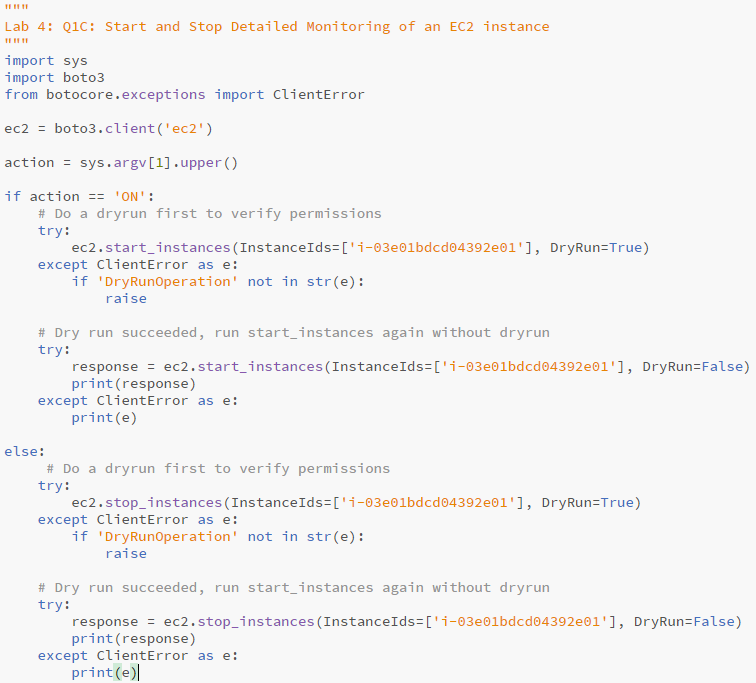 """
Lab 4: Q1C: Start and Stop Detailed Monitoring of an EC2 instance
"""
import sys
import boto3
from botocore.exceptions import ClientError

ec2 = boto3.client('ec2')

action = sys.argv[1].upper()

if action == 'ON':
    # Do a dryrun first to verify permissions
    try:
        ec2.start_instances(InstanceIds=['i-03e01bdcd04392e01'], DryRun=True)
    except ClientError as e:
        if 'DryRunOperation' not in str(e):
            raise

    # Dry run succeeded, run start_instances again without dryrun
    try:
        response = ec2.start_instances(InstanceIds=['i-03e01bdcd04392e01'], DryRun=False)
        print(response)
    except ClientError as e:
        print(e)

else:
     # Do a dryrun first to verify permissions
    try:
        ec2.stop_instances(InstanceIds=['i-03e01bdcd04392e01'], DryRun=True)
    except ClientError as e:
        if 'DryRunOperation' not in str(e):
            raise

    # Dry run succeeded, run start_instances again without dryrun
    try:
        response = ec2.stop_instances(InstanceIds=['i-03e01bdcd04392e01'], DryRun=False)
        print(response)
    except ClientError as e:
        print(e)